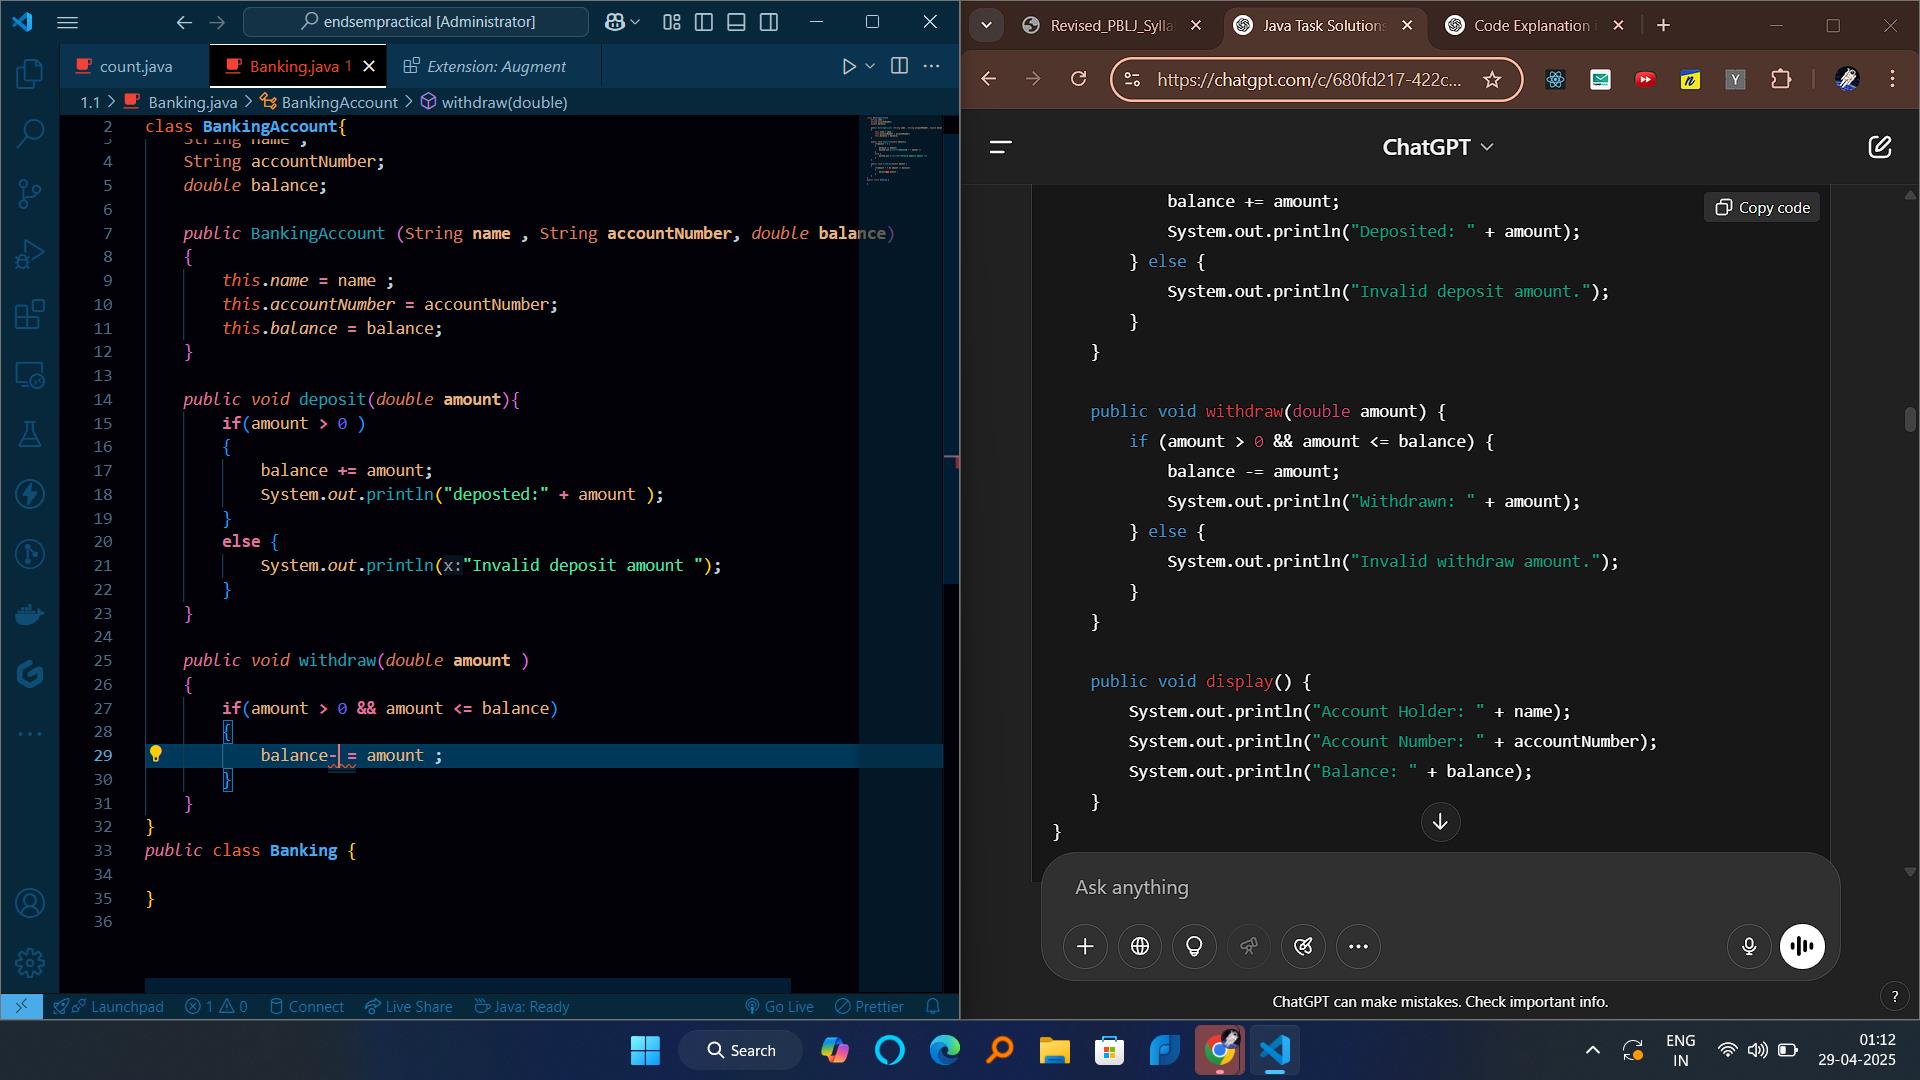 endsempractical [Administrator]
count.java
Banking.java 1
Extension: Augment
1.1 > Banking.java > BankingAccount > withdraw(double)
2 class BankingAccount{
3 String name ;
4 String accountNumber;
5 double balance;
6
7 public BankingAccount (String name , String accountNumber, double balance)
8 {
9 this.name = name ;
10 this.accountNumber = accountNumber;
11 this.balance = balance;
12 }
13
14 public void deposit(double amount){
15 if(amount > 0 )
16 {
17 balance += amount;
18 System.out.println("deposted:" + amount );
19 }
20 else {
21 System.out.println(x:"Invalid deposit amount ");
22 }
23 }
24
25 public void withdraw(double amount )
26 {
27 if(amount > 0 && amount <= balance)
28 {
29 balance- = amount ;
30 }
31 }
32 }
33 public class Banking {
34
35 }
36
Launchpad
1 0
Connect
Live Share
Java: Ready
Go Live
Prettier
Revised_PBLJ_Sylla
Java Task Solutions
Code Explanation
https://chatgpt.com/c/680fd217-422c...
ChatGPT
Copy code
balance += amount;
System.out.println("Deposited: " + amount);
} else {
System.out.println("Invalid deposit amount.");
}
}
public void withdraw(double amount) {
if (amount > 0 && amount <= balance) {
balance -= amount;
System.out.println("Withdrawn: " + amount);
} else {
System.out.println("Invalid withdraw amount.");
}
}
public void display() {
System.out.println("Account Holder: " + name);
System.out.println("Account Number: " + accountNumber);
System.out.println("Balance: " + balance);
}
}
Ask anything
ChatGPT can make mistakes. Check important info.
?
Search
ENG
IN
01:12
29-04-2025